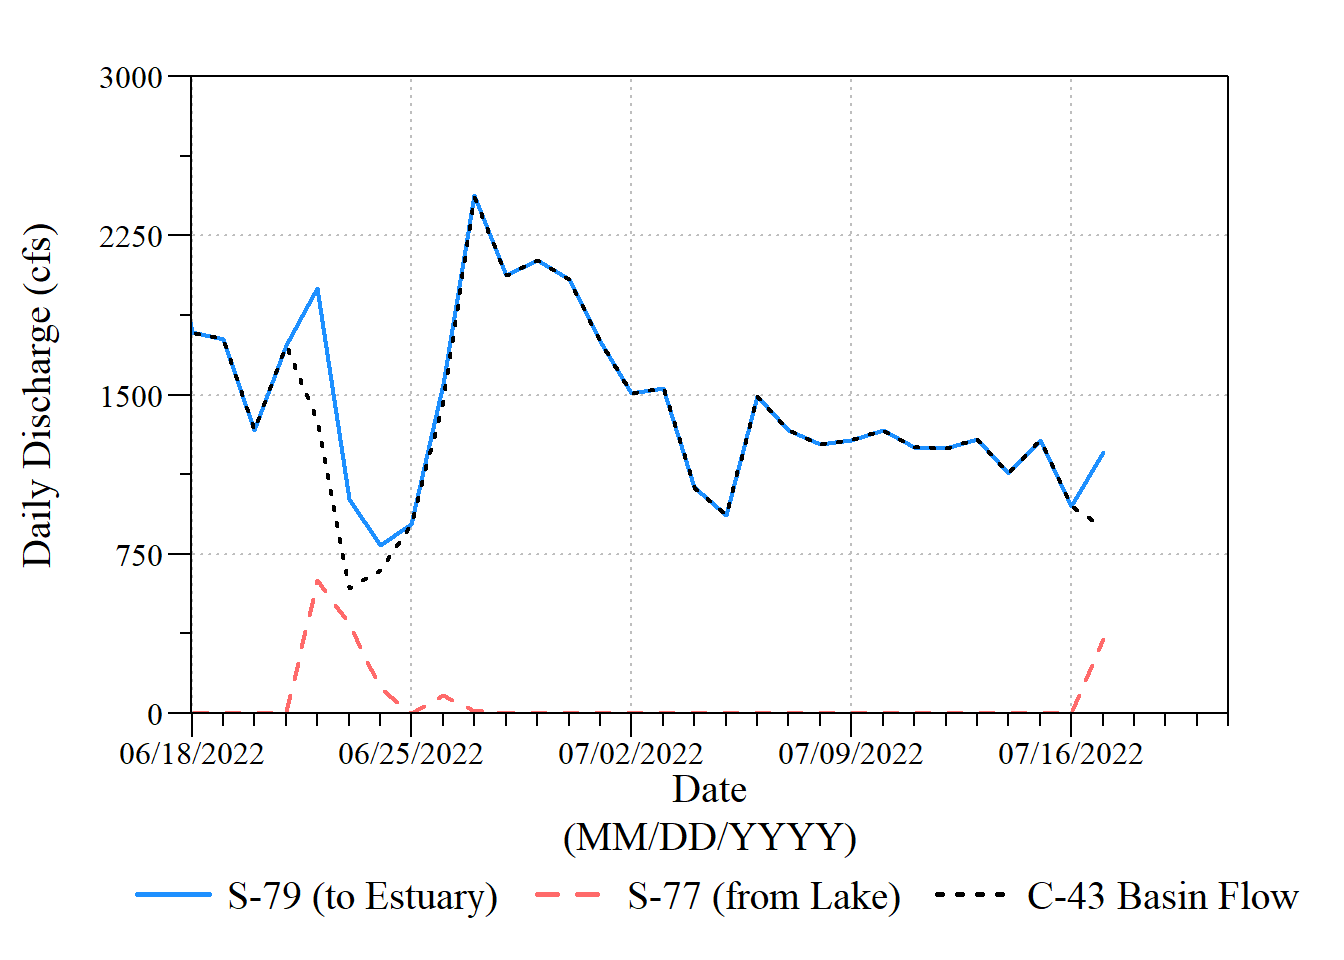 3000
2250
1500
750
0
Daily Discharge (cfs)
06/18/2022 06/25/2022 07/02/2022 07/09/2022 07/16/2022
Date
(MM/DD/YYYY)
S-79 (to Estuary) S-77 (from Lake) C-43 Basin Flow